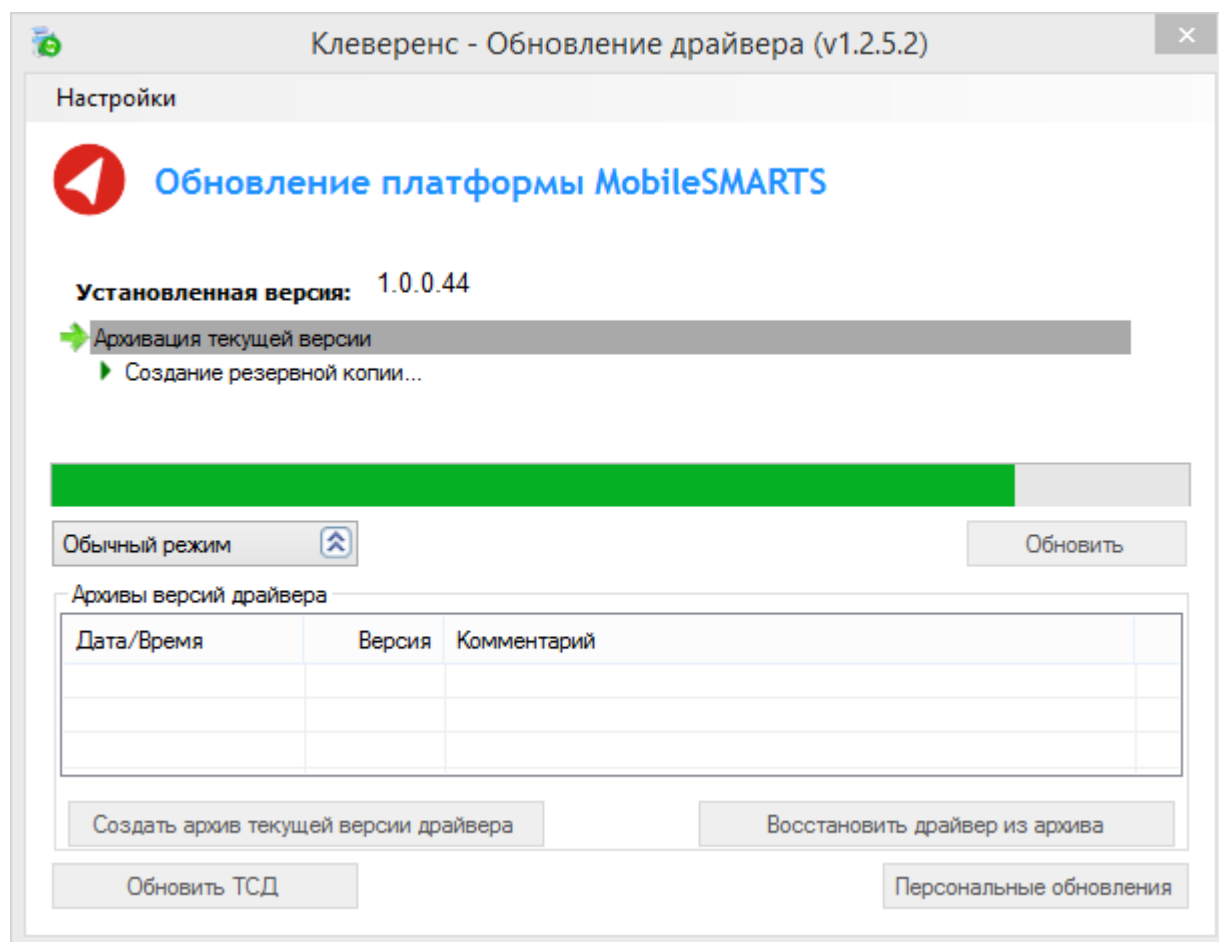 Клеверенс - Обновление драйвера (v1.2.5.2)
Настройки
Обновление платформы MobileSMARTS
Установленная версия: 1.0.0.44
Архивация текущей версии
Создание резервной копии...
Обычный режим
Обновить
Архивы версий драйвера
Дата/Время Версия Комментарий
Создать архив текущей версии драйвера
Восстановить драйвер из архива
Обновить ТСД
Персональные обновления